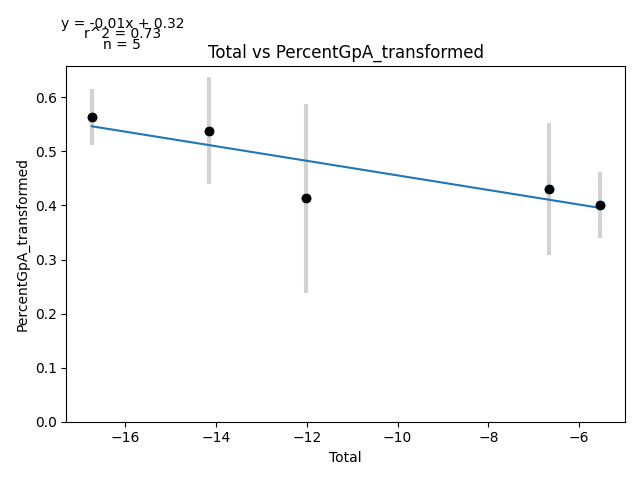 y = -0.01x + 0.32
r^2 = 0.73
n = 5
Total vs PercentGpA_transformed
PercentGpA_transformed
0.6
0.5
0.4
0.3
0.2
0.1
0.0
−16 −14 −12 −10 −8 −6
Total